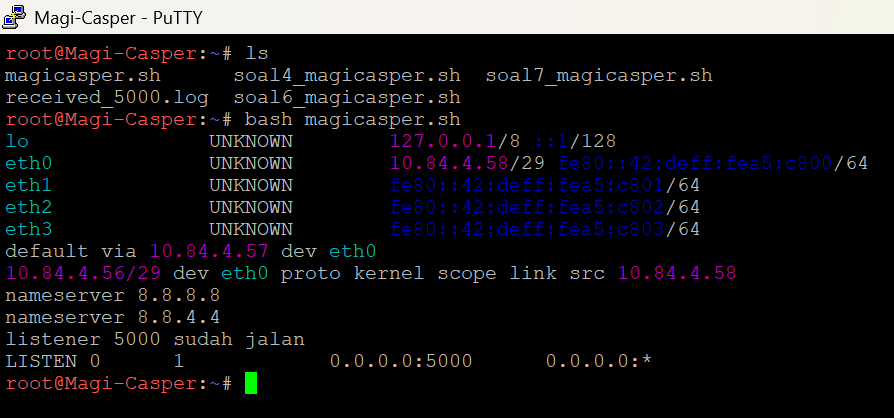 Magi-Casper - PuTTY
root@Magi-Casper:~# ls
magicasper.sh      soal4_magicasper.sh  soal7_magicasper.sh
received_5000.log  soal6_magicasper.sh
root@Magi-Casper:~# bash magicasper.sh
lo               UNKNOWN        127.0.0.1/8 ::1/128
eth0             UNKNOWN        10.84.4.58/29 fe80::42:deff:fea5:c800/64
eth1             UNKNOWN        fe80::42:deff:fea5:c801/64
eth2             UNKNOWN        fe80::42:deff:fea5:c802/64
eth3             UNKNOWN        fe80::42:deff:fea5:c803/64
default via 10.84.4.57 dev eth0
10.84.4.56/29 dev eth0 proto kernel scope link src 10.84.4.58
nameserver 8.8.8.8
nameserver 8.8.4.4
listener 5000 sudah jalan
LISTEN 0      1            0.0.0.0:5000      0.0.0.0:*
root@Magi-Casper:~#